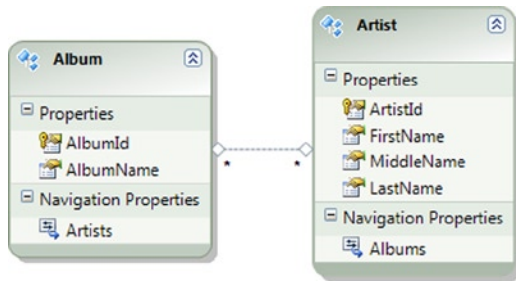 Album
Properties
AlbumId
AlbumName
Navigation Properties
Artists
* *
Artist
Properties
ArtistId
FirstName
MiddleName
LastName
Navigation Properties
Albums